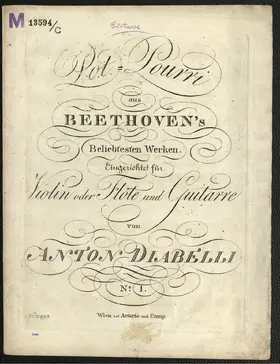 M 13594/C
Guitarre
Pot=Pourri
aus
BEETHOVEN's
Beliebtesten Werken.
Eingerichtet für
Violin oder Flöte und Guitarre
von
ANTON DIABELLI
No. I.
Wien bei Artaria und Comp.